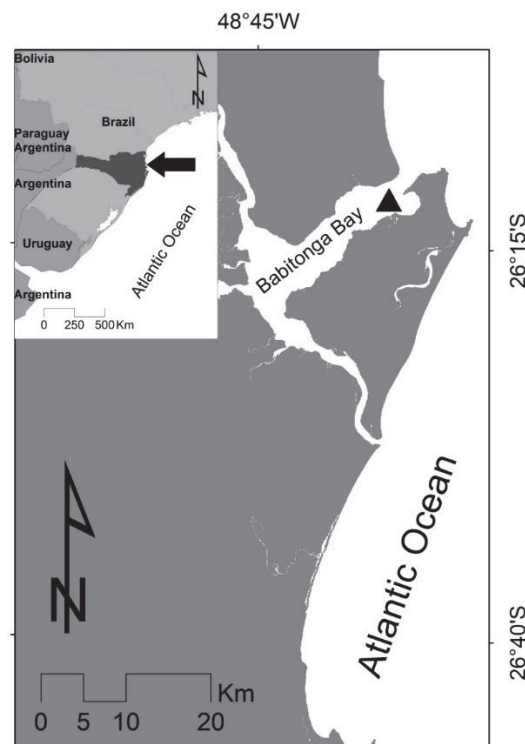 48°45'W
Bolivia
N
Brazil
Paraguay
Argentina
Argentina
Uruguay
Atlantic Ocean
Argentina
0 250 500 Km
Babitonga Bay
26°15'S
Atlantic Ocean
N
26°40'S
Km
0 5 10 20